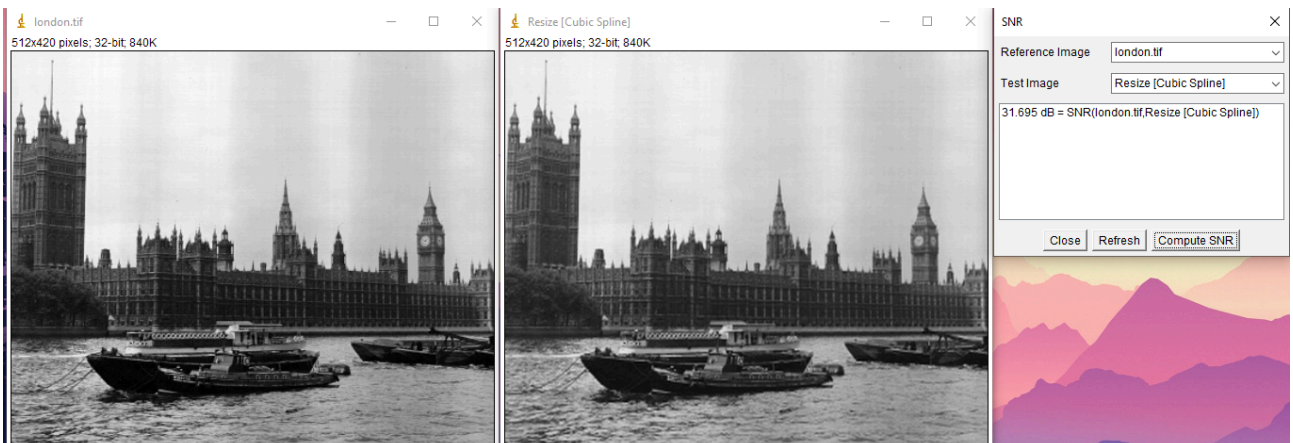 london.tif
512x420 pixels; 32-bit; 840K
Resize [Cubic Spline]
512x420 pixels; 32-bit; 840K
SNR
Reference Image london.tif
Test Image Resize [Cubic Spline]
31.695 dB = SNR(london.tif,Resize [Cubic Spline])
Close Refresh Compute SNR